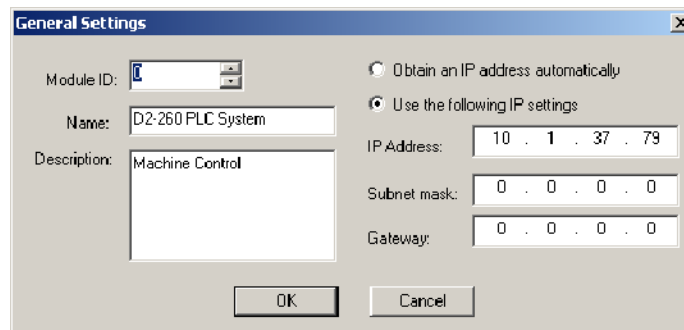 General Settings
Module ID: 0
Name: D2-260 PLC System
Description: Machine Control
Obtain an IP address automatically
Use the following IP settings
IP Address: 10 . 1 . 37 . 79
Subnet mask: 0 . 0 . 0 . 0
Gateway: 0 . 0 . 0 . 0
OK Cancel